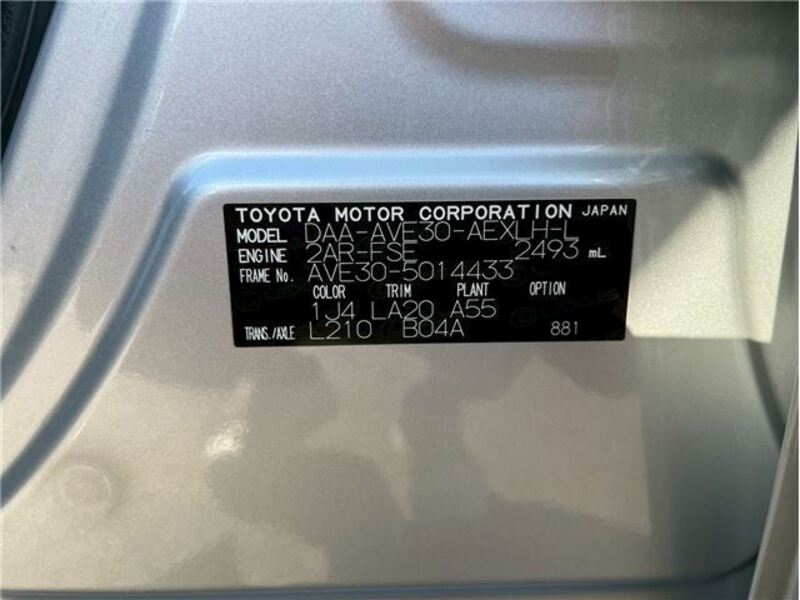 TOYOTA MOTOR CORPORATION JAPAN
MODEL DAA-AVE30-AEXLH-L
ENGINE 2AR-FSE 2493 mL
FRAME No. AVE30-5014433
COLOR TRIM PLANT OPTION
1J4 LA20 A55
TRANS./AXLE L210 B04A 881